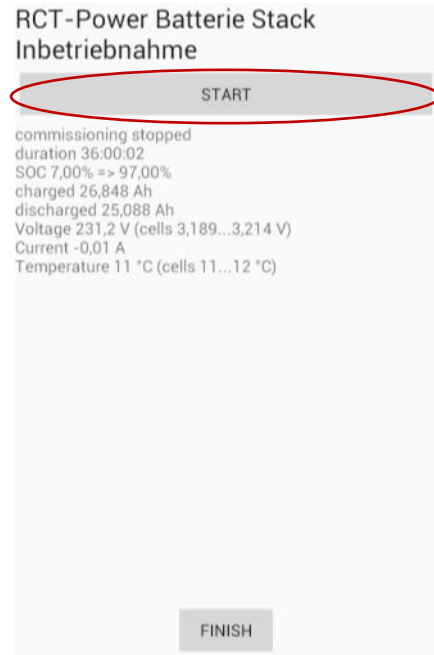 RCT-Power Batterie Stack
Inbetriebnahme
START
commissioning stopped
duration 36:00:02
SOC 7,00% => 97,00%
charged 26,848 Ah
discharged 25,088 Ah
Voltage 231,2 V (cells 3,189...3,214 V)
Current -0,01 A
Temperature 11 °C (cells 11...12 °C)
FINISH